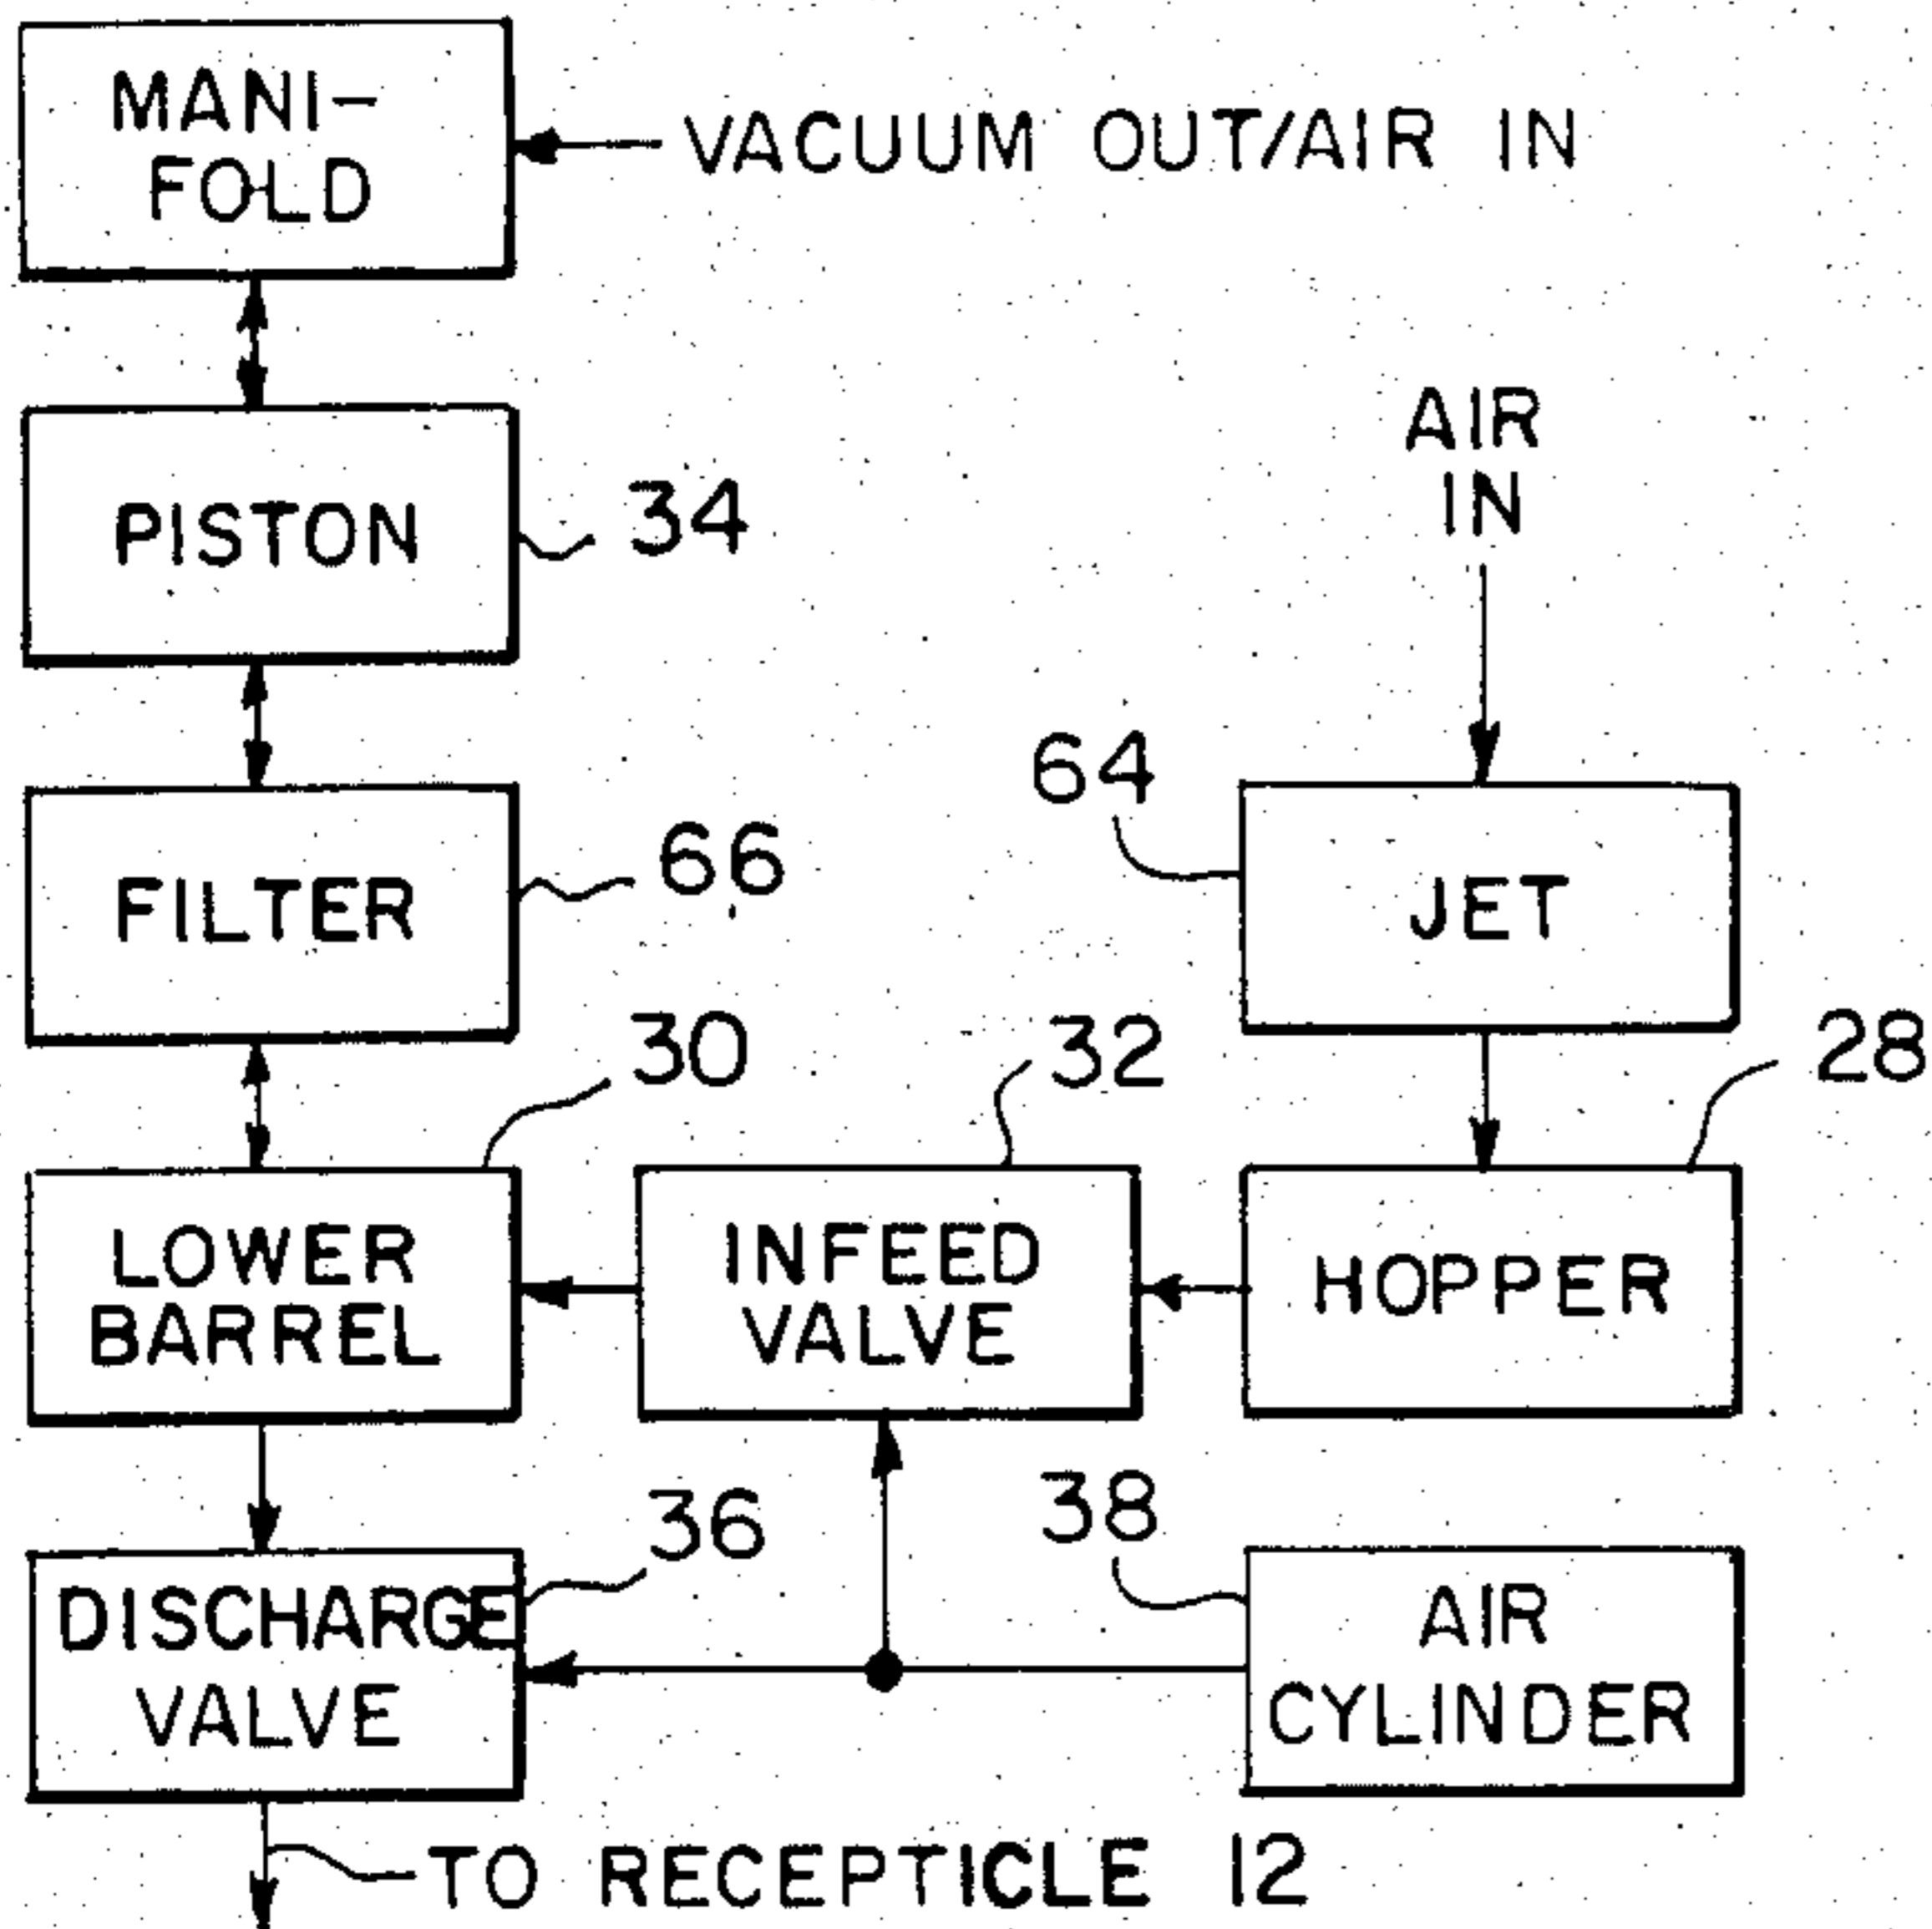 MANI-
FOLD
VACUUM OUT/AIR IN
PISTON
34
AIR
IN
64
FILTER
66
JET
30
32
28
LOWER
BARREL
INFEED
VALVE
HOPPER
36
38
DISCHARGE
VALVE
AIR
CYLINDER
TO RECEPTICLE 12